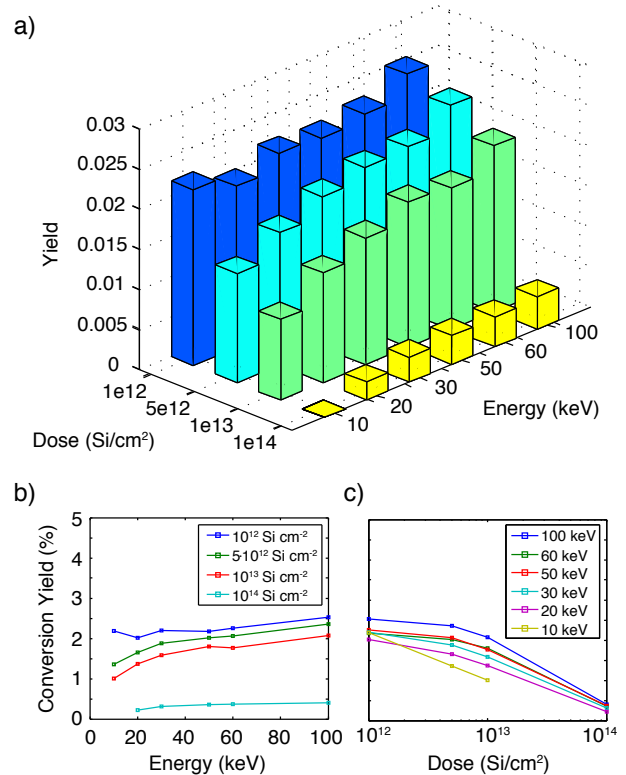 a)
0.03
0.025
0.02
0.015
0.01
0.005
0
Yield
1e12
5e12
1e13
1e14
Dose (Si/cm²)
10
20
30
50
60
100
Energy (keV)
b)
5
4
3
2
1
0
Conversion Yield (%)
0 20 40 60 80 100
Energy (keV)
10¹² Si cm⁻²
5·10¹² Si cm⁻²
10¹³ Si cm⁻²
10¹⁴ Si cm⁻²
c)
100 keV
60 keV
50 keV
30 keV
20 keV
10 keV
10¹² 10¹³ 10¹⁴
Dose (Si/cm²)